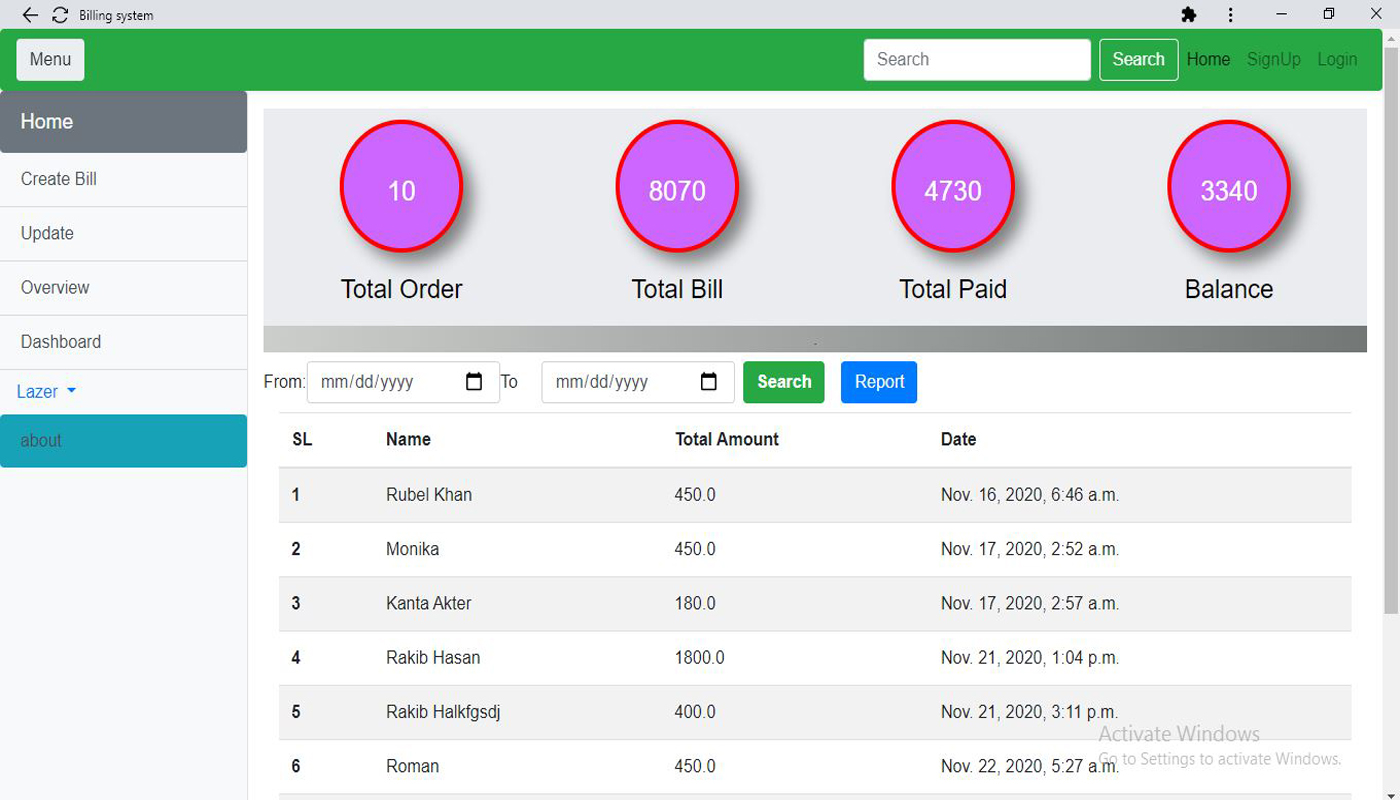 Billing system
Menu
Search Search Home SignUp Login
Home
Create Bill
Update
Overview
Dashboard
Lazer
about
10 8070 4730 3340
Total Order Total Bill Total Paid Balance
.
From: mm/dd/yyyy To mm/dd/yyyy Search Report
SL Name Total Amount Date
1 Rubel Khan 450.0 Nov. 16, 2020, 6:46 a.m.
2 Monika 450.0 Nov. 17, 2020, 2:52 a.m.
3 Kanta Akter 180.0 Nov. 17, 2020, 2:57 a.m.
4 Rakib Hasan 1800.0 Nov. 21, 2020, 1:04 p.m.
5 Rakib Halkfgsdj 400.0 Nov. 21, 2020, 3:11 p.m.
6 Roman 450.0 Nov. 22, 2020, 5:27 a.m.
Activate Windows
Go to Settings to activate Windows.